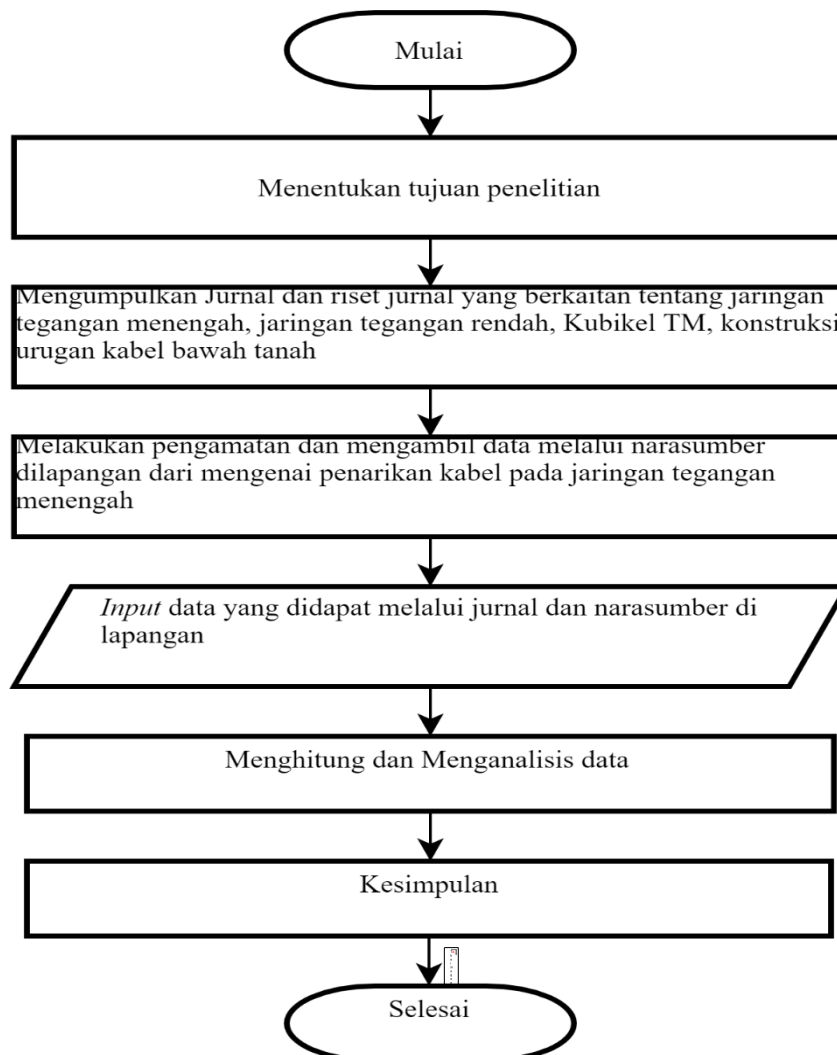 Mulai
Menentukan tujuan penelitian
Mengumpulkan Jurnal dan riset jurnal yang berkaitan tentang jaringan
tegangan menengah, jaringan tegangan rendah, Kubikel TM, konstruksi
urugan kabel bawah tanah
Melakukan pengamatan dan mengambil data melalui narasumber
dilapangan dari mengenai penarikan kabel pada jaringan tegangan
menengah
Input data yang didapat melalui jurnal dan narasumber di
lapangan
Menghitung dan Menganalisis data
Kesimpulan
Selesai